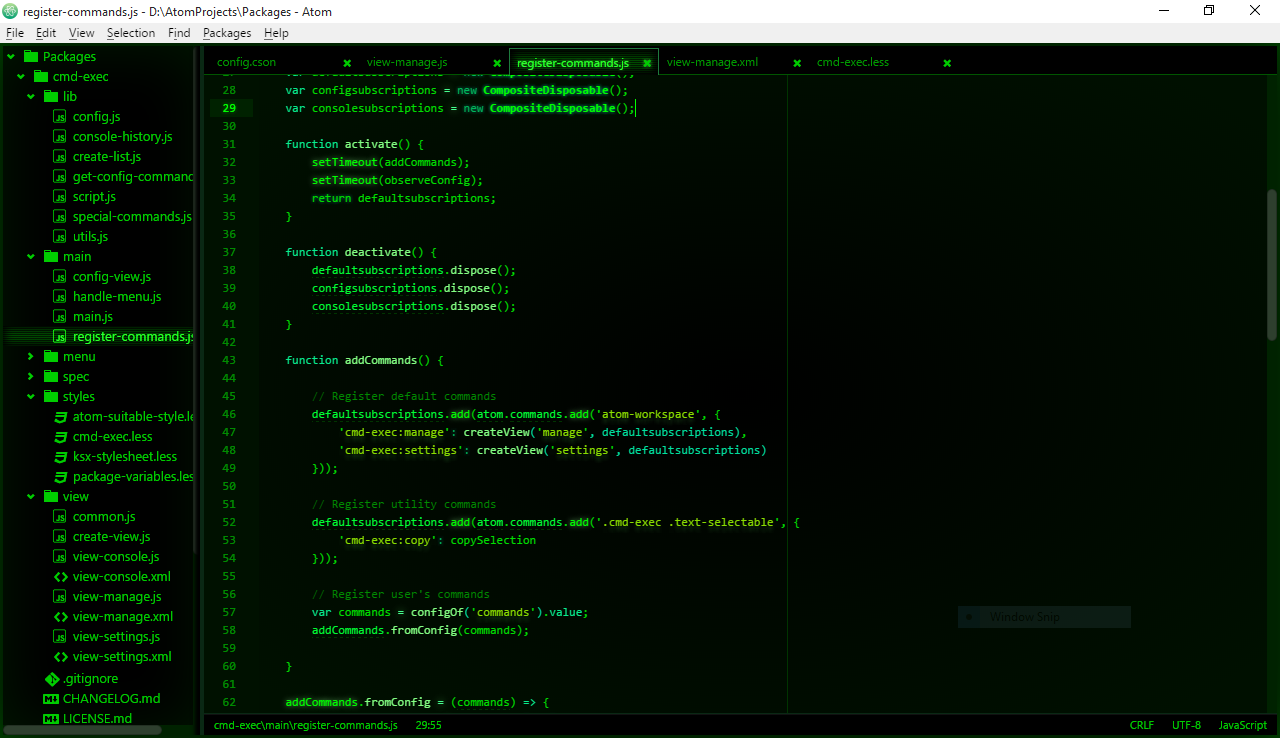 register-commands.js - D:\AtomProjects\Packages - Atom
File Edit View Selection Find Packages Help
Packages
cmd-exec
lib
config.js
console-history.js
create-list.js
get-config-command
script.js
special-commands.js
utils.js
main
config-view.js
handle-menu.js
main.js
register-commands.js
menu
spec
styles
atom-suitable-style.le
cmd-exec.less
ksx-stylesheet.less
package-variables.les
view
common.js
create-view.js
view-console.js
view-console.xml
view-manage.js
view-manage.xml
view-settings.js
view-settings.xml
.gitignore
CHANGELOG.md
LICENSE.md
config.cson view-manage.js register-commands.js view-manage.xml cmd-exec.less
28 var configsubscriptions = new CompositeDisposable();
29 var consolesubscriptions = new CompositeDisposable();
30
31 function activate() {
32 setTimeout(addCommands);
33 setTimeout(observeConfig);
34 return defaultsubscriptions;
35 }
36
37 function deactivate() {
38 defaultsubscriptions.dispose();
39 configsubscriptions.dispose();
40 consolesubscriptions.dispose();
41 }
42
43 function addCommands() {
44
45 // Register default commands
46 defaultsubscriptions.add(atom.commands.add('atom-workspace', {
47 'cmd-exec:manage': createView('manage', defaultsubscriptions),
48 'cmd-exec:settings': createView('settings', defaultsubscriptions)
49 }));
50
51 // Register utility commands
52 defaultsubscriptions.add(atom.commands.add('.cmd-exec .text-selectable', {
53 'cmd-exec:copy': copySelection
54 }));
55
56 // Register user's commands
57 var commands = configOf('commands').value;
58 addCommands.fromConfig(commands);
59
60 }
61
62 addCommands.fromConfig = (commands) => {
Window Snip
cmd-exec\main\register-commands.js 29:55 CRLF UTF-8 JavaScript